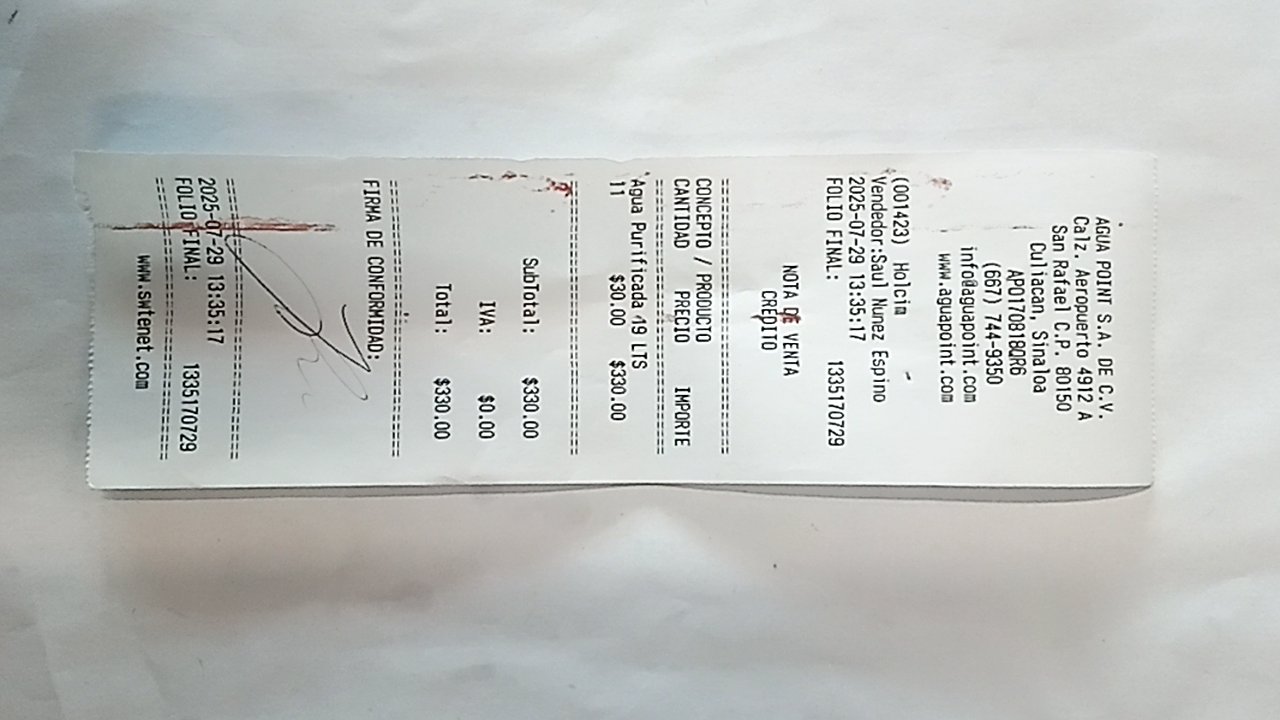 AGUA POINT S.A. DE C.V.
Calz. Aeropuerto 4912 A
San Rafael C.P. 80150
Culiacan, Sinaloa
APO170818QR6
(667) 744-9350
info@aguapoint.com
www.aguapoint.com
(001423) Holcim
Vendedor:Saul Nunez Espino
2025-07-29 13:35:17
FOLIO FINAL: 1335170729
NOTA DE VENTA
CREDITO
==============================
CONCEPTO / PRODUCTO
CANTIDAD PRECIO IMPORTE
==============================
Agua Purificada 19 LTS
11 $30.00 $330.00
==============================
SubTotal: $330.00
IVA: $0.00
Total: $330.00
==============================
FIRMA DE CONFORMIDAD:
==============================
2025-07-29 13:35:17
FOLIO FINAL: 1335170729
==============================
www.swtenet.com